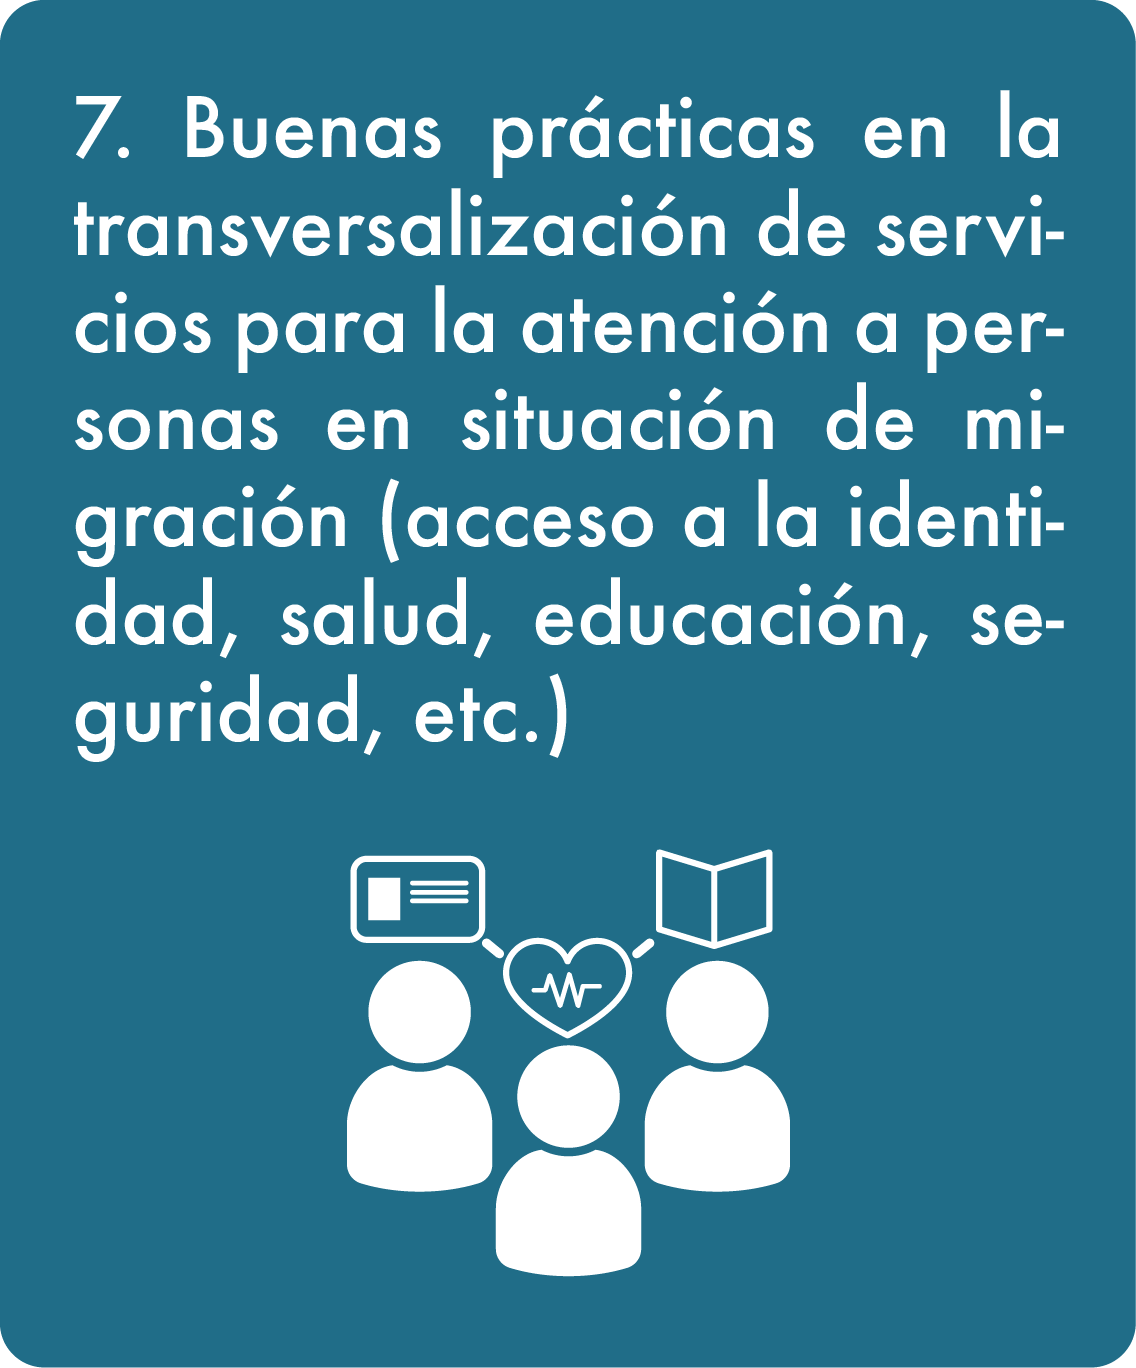 7. Buenas prácticas en la
transversalización de servi-
cios para la atención a per-
sonas en situación de mi-
gración (acceso a la identi-
dad, salud, educación, se-
guridad, etc.)